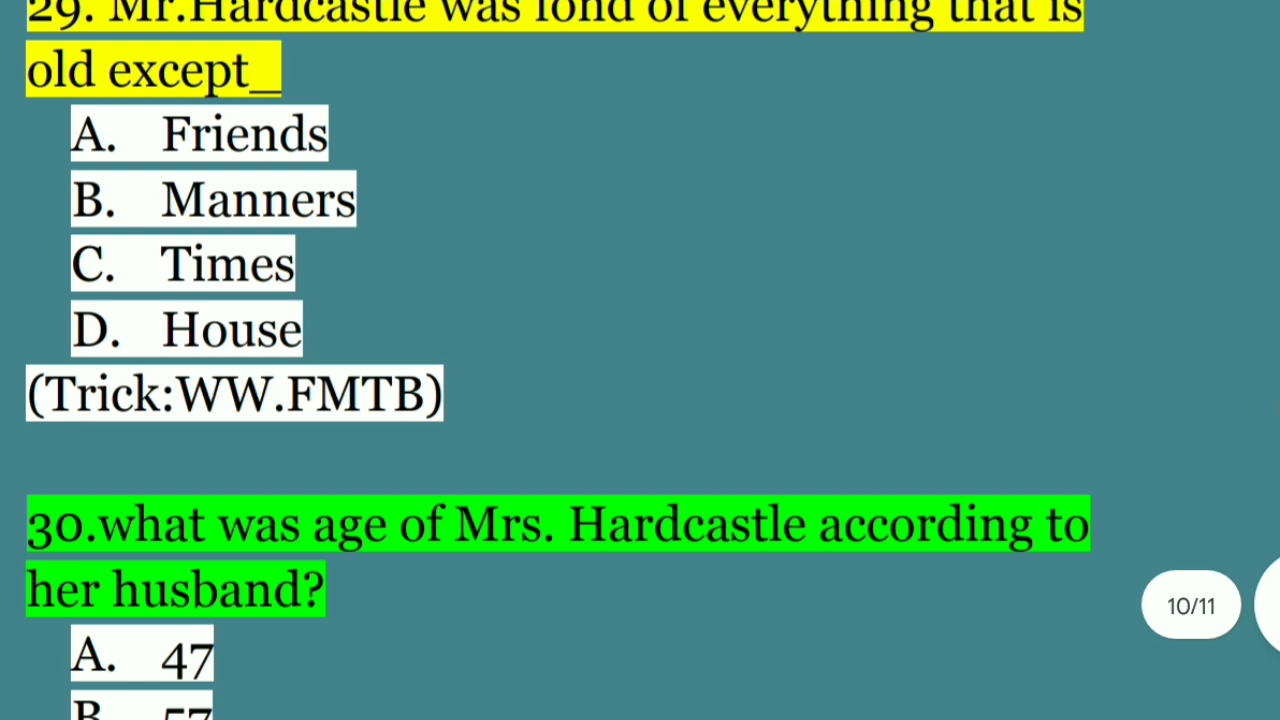 29. Mr.Hardcastle was fond of everything that is
old except_
A. Friends
B. Manners
C. Times
D. House
(Trick:WW.FMTB)
30.what was age of Mrs. Hardcastle according to
her husband?
10/11
A. 47
B. 57